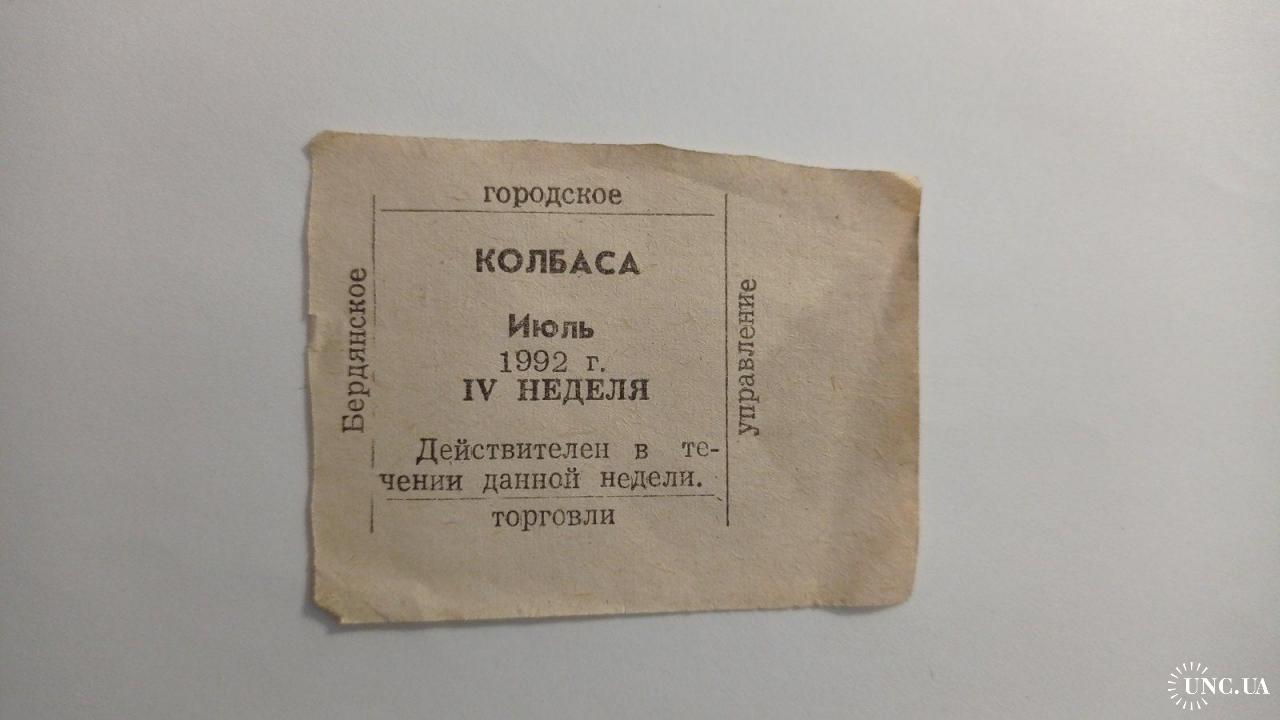 городское
Бердянское
КОЛБАСА
Июль
1992 г.
IV НЕДЕЛЯ
Действителен в те-
чении данной недели.
управление
торговли
UNC.UA